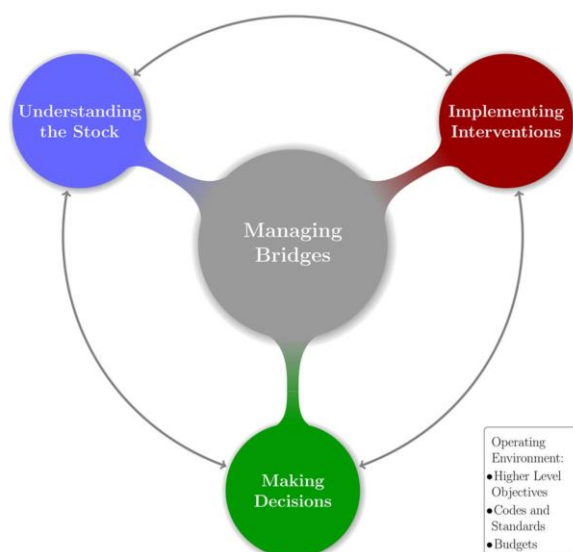 Understanding
the Stock
Implementing
Interventions
Managing
Bridges
Making
Decisions
Operating
Environment:
●Higher Level
Objectives
●Codes and
Standards
●Budgets